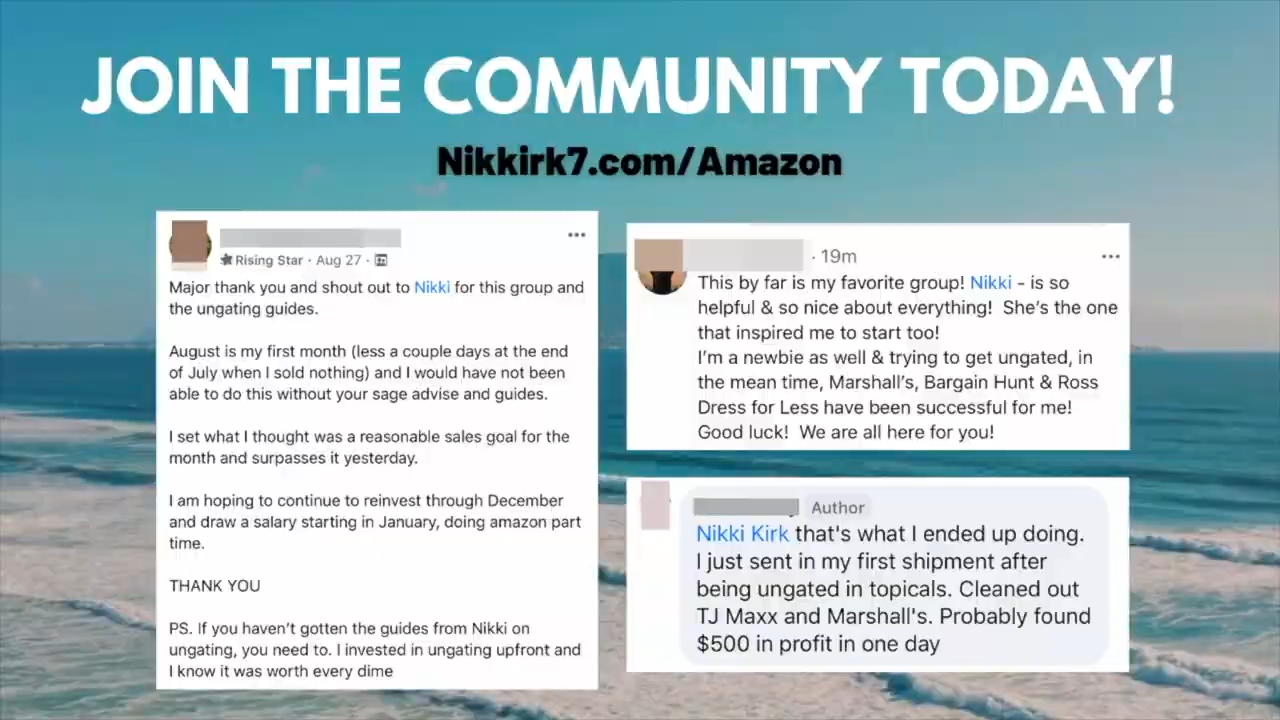 JOIN THE COMMUNITY TODAY!
Nikkirk7.com/Amazon
Rising Star · Aug 27 ·
Major thank you and shout out to Nikki for this group and
the ungating guides.
August is my first month (less a couple days at the end
of July when I sold nothing) and I would have not been
able to do this without your sage advise and guides.
I set what I thought was a reasonable sales goal for the
month and surpasses it yesterday.
I am hoping to continue to reinvest through December
and draw a salary starting in January, doing amazon part
time.
THANK YOU
PS. If you haven't gotten the guides from Nikki on
ungating, you need to. I invested in ungating upfront and
I know it was worth every dime
· 19m
This by far is my favorite group! Nikki - is so
helpful & so nice about everything!  She's the one
that inspired me to start too!
I'm a newbie as well & trying to get ungated, in
the mean time, Marshall's, Bargain Hunt & Ross
Dress for Less have been successful for me!
Good luck!  We are all here for you!
Author
Nikki Kirk that's what I ended up doing.
I just sent in my first shipment after
being ungated in topicals. Cleaned out
TJ Maxx and Marshall's. Probably found
$500 in profit in one day